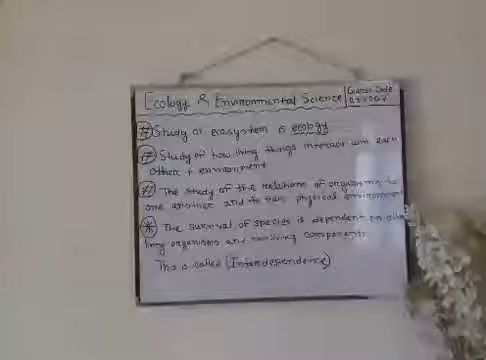 Ecology & Environmental Science
Course Code
# Study of ecosystem is ecology
# Study of how living things interact with each
other & environment
# The study of the relations of organisms to
one another and to their physical environment
* The survival of species is dependent on other
living organisms and nonliving components
This is called (Interdependence)